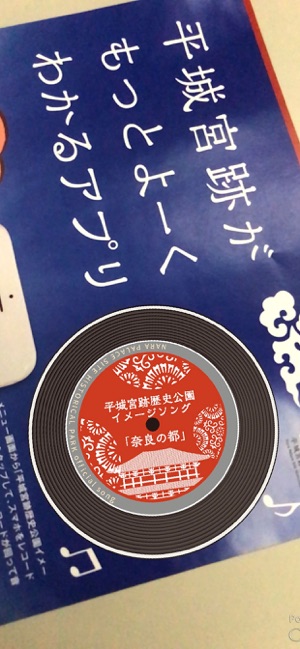 平城宮跡が
もっとよーく
わかるアプリ
NARA PALACE SITE HISTORICAL PARK official song
平城宮跡歴史公園
イメージソング
「奈良の都」